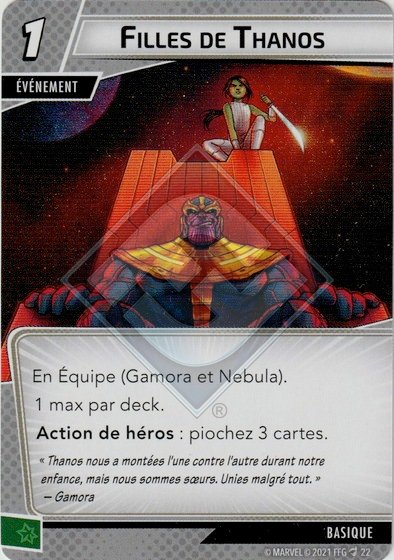 1
FILLES DE THANOS
ÉVÉNEMENT
En Équipe (Gamora et Nebula).
1 max par deck.
®
Action de héros : piochez 3 cartes.
« Thanos nous a montées l'une contre l'autre durant notre
enfance, mais nous sommes sœurs. Unies malgré tout. »
– Gamora
BASIQUE
© MARVEL © 2021 FFG 22